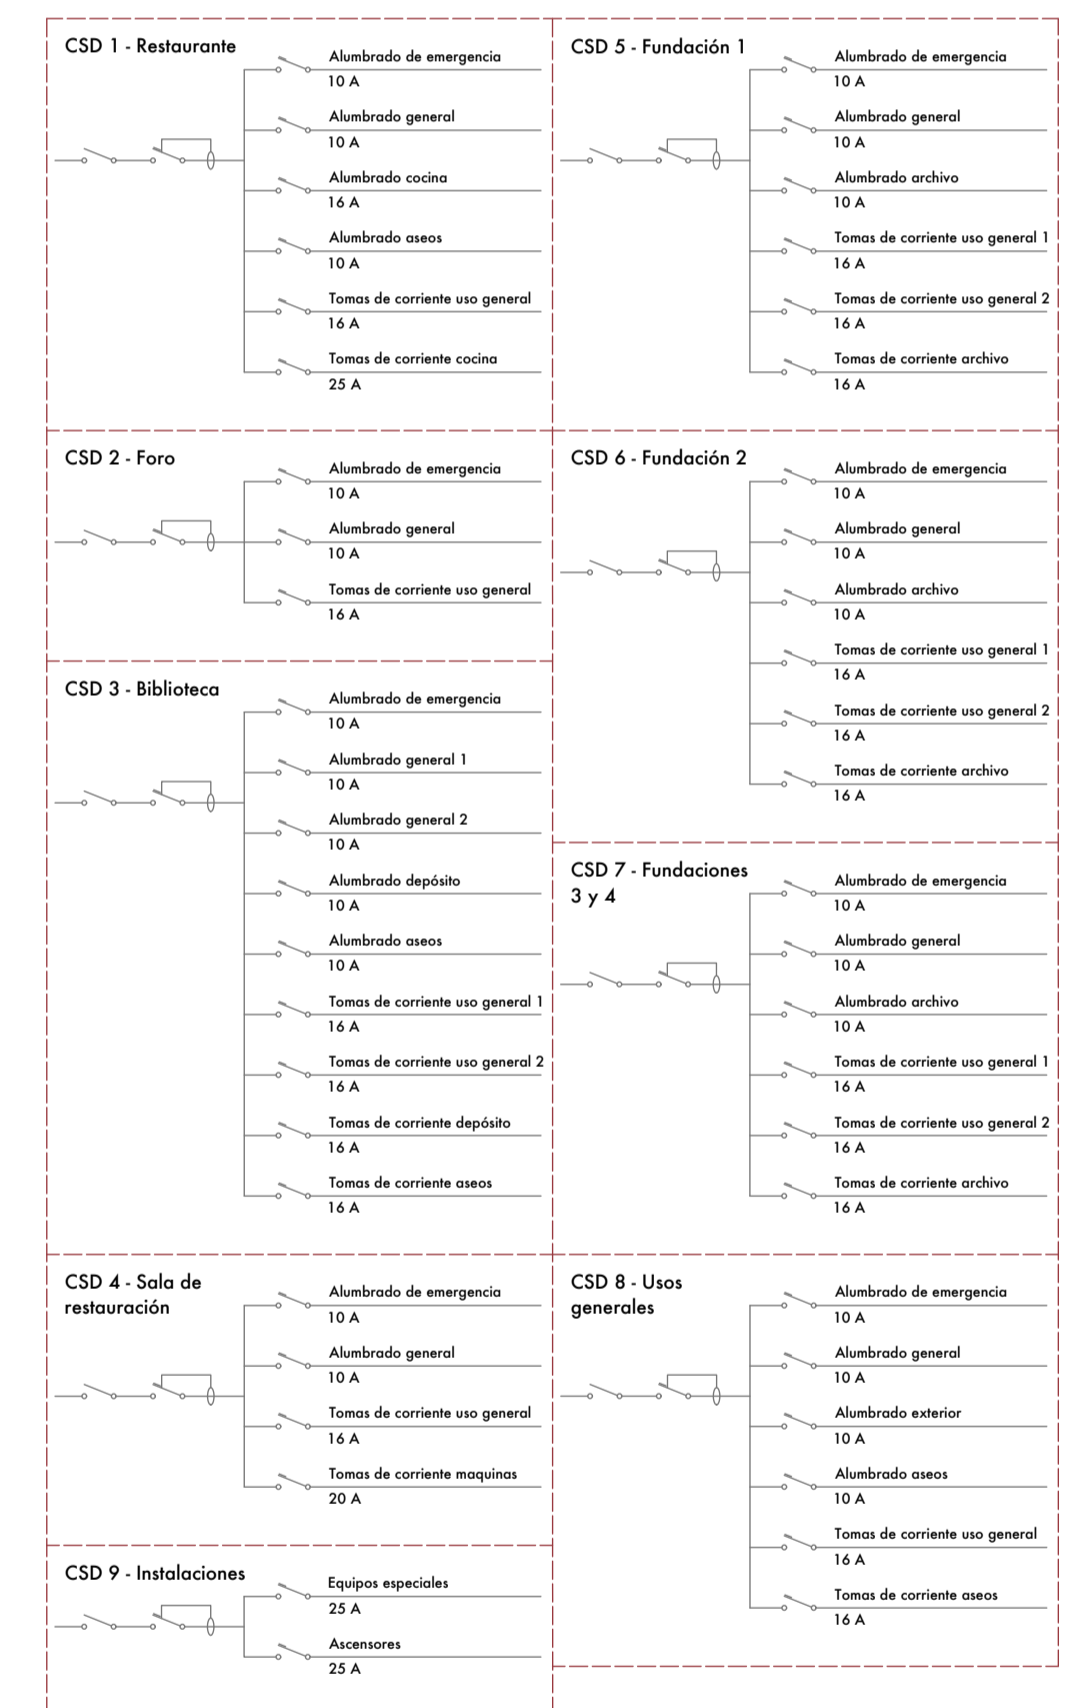 CSD 1 - Restaurante
Alumbrado de emergencia
10 A
Alumbrado general
10 A
Alumbrado cocina
16 A
Alumbrado aseos
10 A
Tomas de corriente uso general
16 A
Tomas de corriente cocina
25 A
CSD 2 - Foro
Alumbrado de emergencia
10 A
Alumbrado general
10 A
Tomas de corriente uso general
16 A
CSD 3 - Biblioteca
Alumbrado de emergencia
10 A
Alumbrado general 1
10 A
Alumbrado general 2
10 A
Alumbrado depósito
10 A
Alumbrado aseos
10 A
Tomas de corriente uso general 1
16 A
Tomas de corriente uso general 2
16 A
Tomas de corriente depósito
16 A
Tomas de corriente aseos
16 A
CSD 4 - Sala de
restauración
Alumbrado de emergencia
10 A
Alumbrado general
10 A
Tomas de corriente uso general
16 A
Tomas de corriente maquinas
20 A
CSD 9 - Instalaciones
Equipos especiales
25 A
Ascensores
25 A
CSD 5 - Fundación 1
Alumbrado de emergencia
10 A
Alumbrado general
10 A
Alumbrado archivo
10 A
Tomas de corriente uso general 1
16 A
Tomas de corriente uso general 2
16 A
Tomas de corriente archivo
16 A
CSD 6 - Fundación 2
Alumbrado de emergencia
10 A
Alumbrado general
10 A
Alumbrado archivo
10 A
Tomas de corriente uso general 1
16 A
Tomas de corriente uso general 2
16 A
Tomas de corriente archivo
16 A
CSD 7 - Fundaciones
3 y 4
Alumbrado de emergencia
10 A
Alumbrado general
10 A
Alumbrado archivo
10 A
Tomas de corriente uso general 1
16 A
Tomas de corriente uso general 2
16 A
Tomas de corriente archivo
16 A
CSD 8 - Usos
generales
Alumbrado de emergencia
10 A
Alumbrado general
10 A
Alumbrado exterior
10 A
Alumbrado aseos
10 A
Tomas de corriente uso general
16 A
Tomas de corriente aseos
16 A